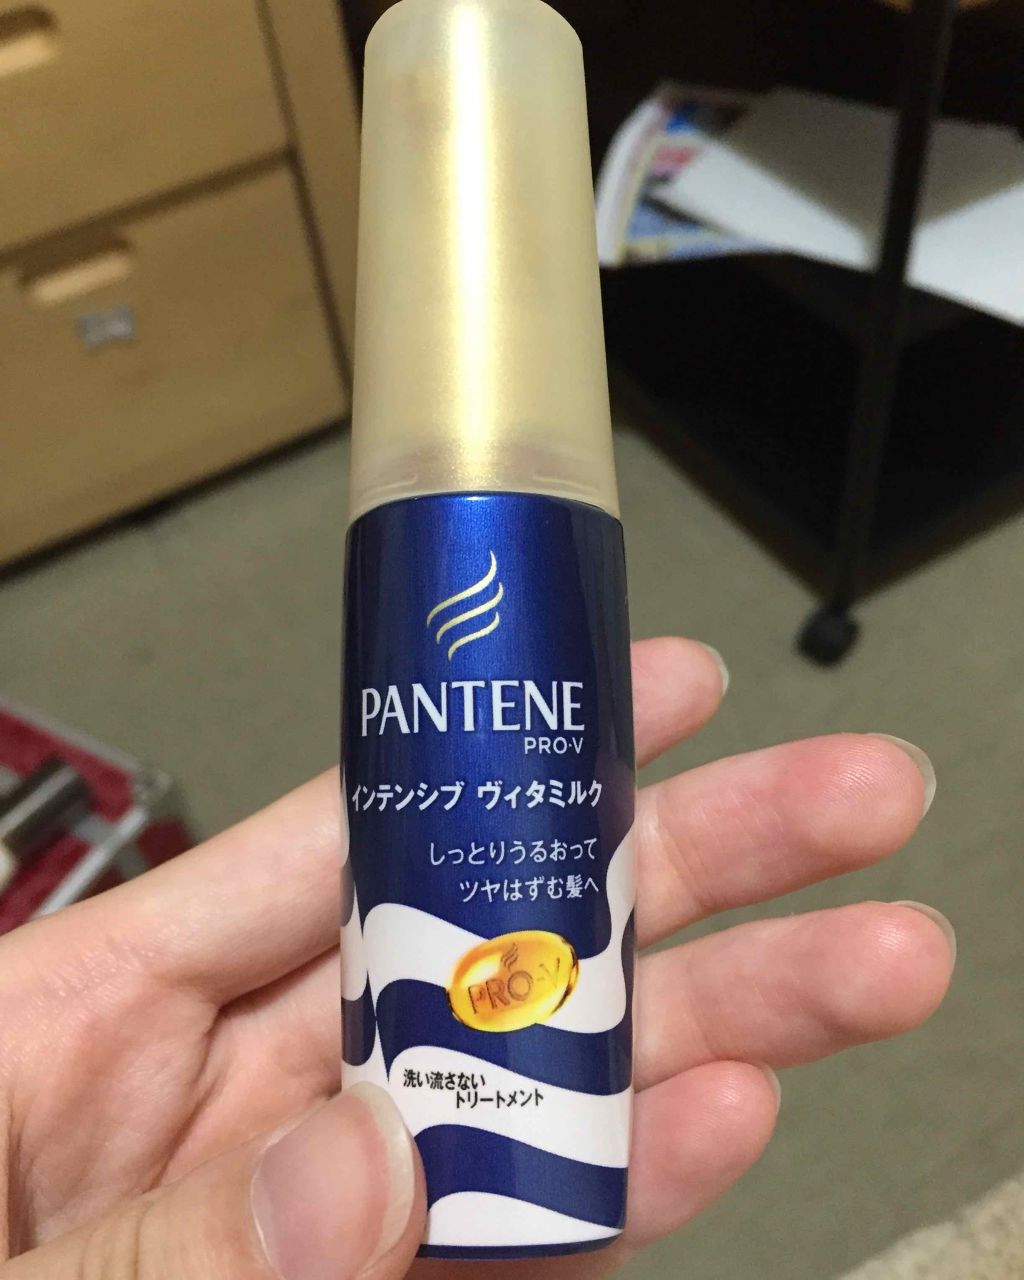 PANTENE
PRO-V
インテンシブ ヴィタミルク
しっとりうるおって
ツヤはずむ髪へ
PRO-V
洗い流さない
トリートメント